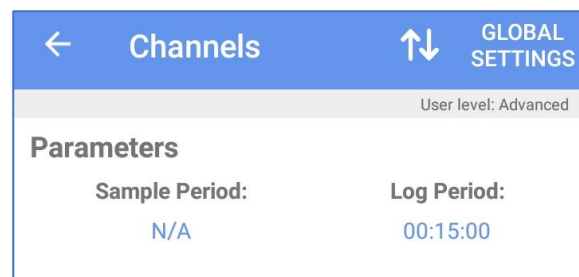 Channels
GLOBAL
SETTINGS
User level: Advanced
Parameters
Sample Period: Log Period:
N/A 00:15:00